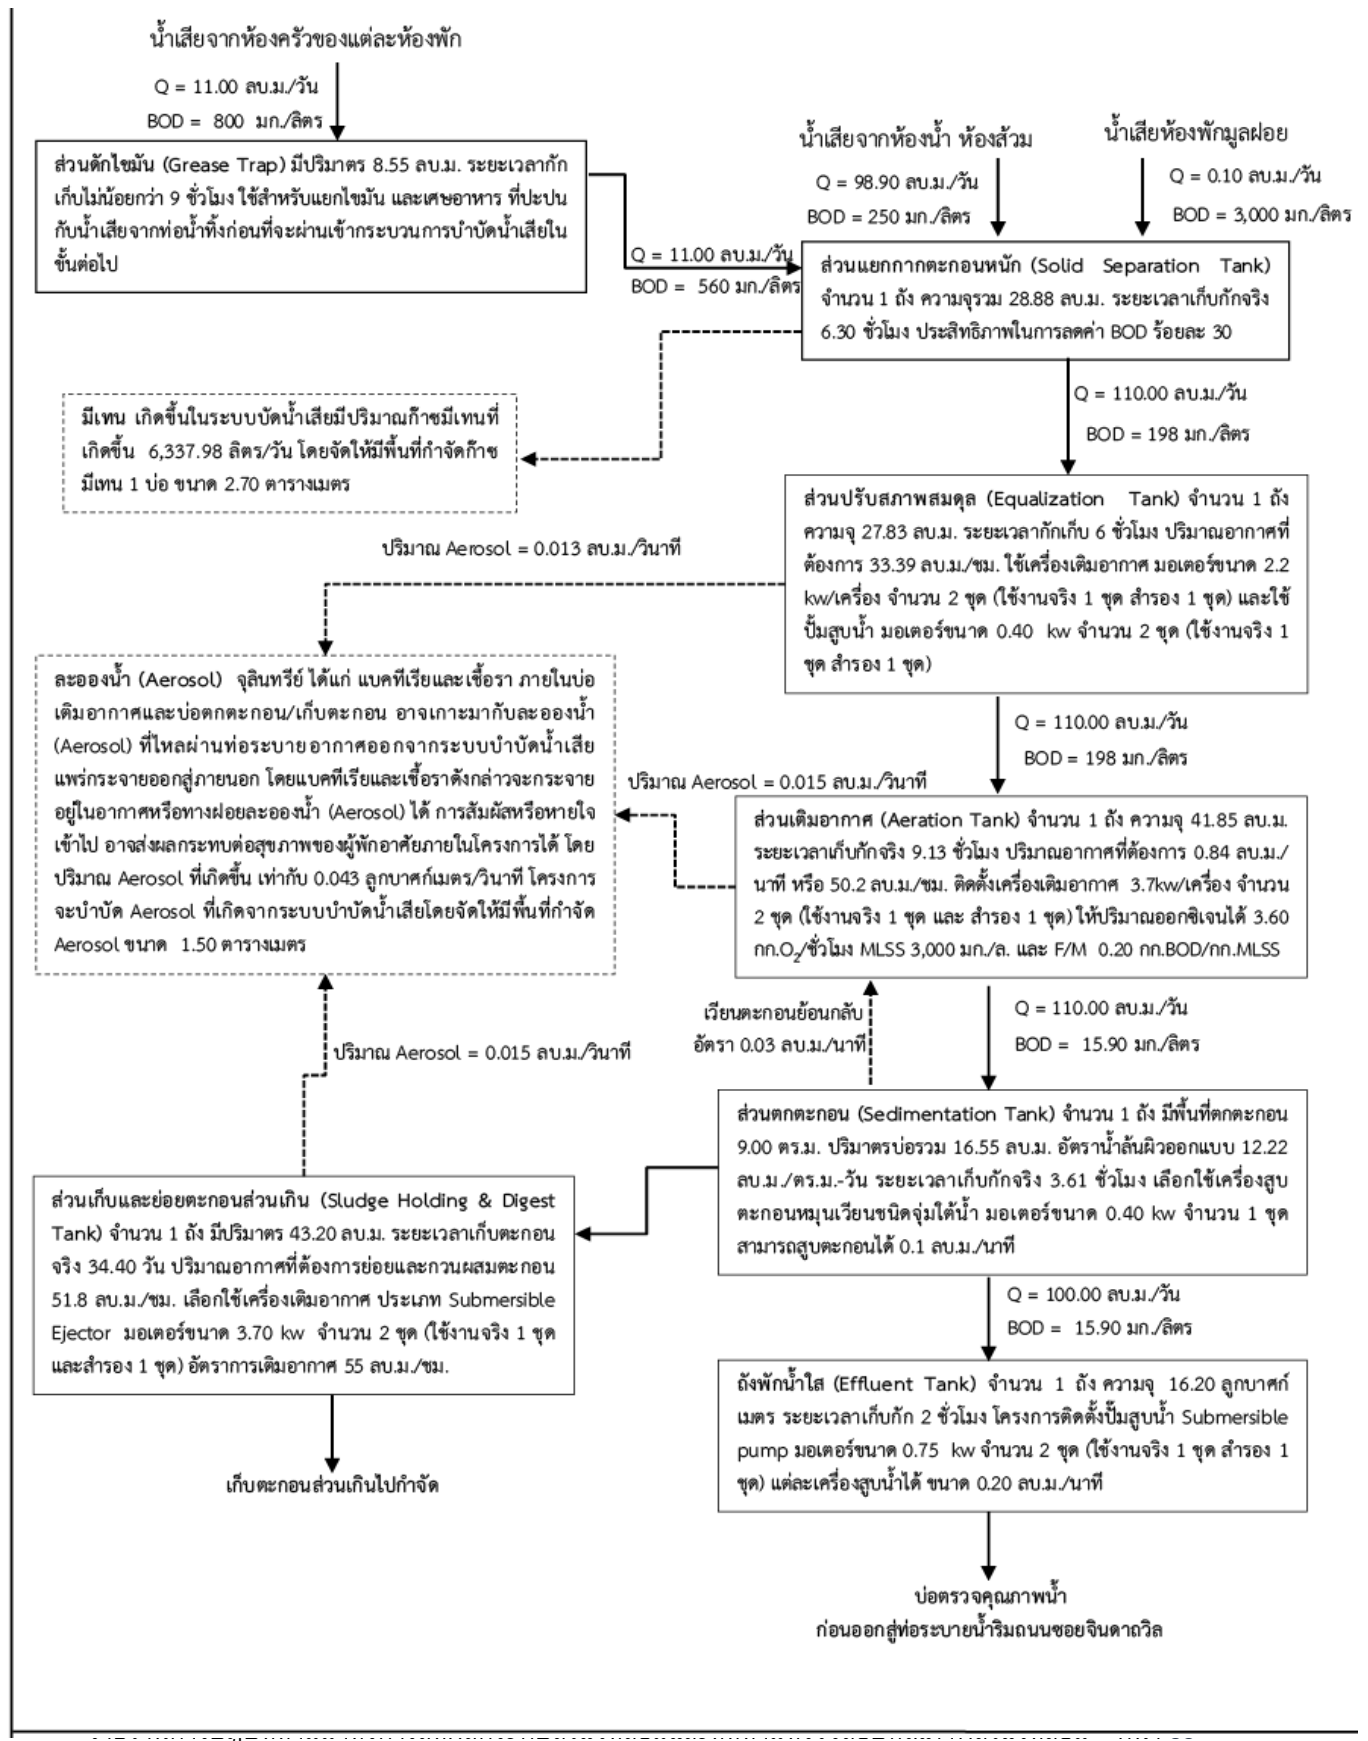 น้ำเสียจากห้องครัวของแต่ละห้องพัก
Q = 11.00 ลบ.ม./วัน
BOD = 800 มก./ลิตร
ส่วนดักไขมัน (Grease Trap) มีปริมาตร 8.55 ลบ.ม. ระยะเวลากัก
เก็บไม่น้อยกว่า 9 ชั่วโมง ใช้สำหรับแยกไขมัน และเศษอาหาร ที่ปะปน
กับน้ำเสียจากท่อน้ำทิ้งก่อนที่จะผ่านเข้ากระบวนการบำบัดน้ำเสียใน
ขั้นต่อไป
น้ำเสียจากห้องน้ำ ห้องส้วม
Q = 98.90 ลบ.ม./วัน
BOD = 250 มก./ลิตร
น้ำเสียห้องพักมูลฝอย
Q = 0.10 ลบ.ม./วัน
BOD = 3,000 มก./ลิตร
Q = 11.00 ลบ.ม./วัน
BOD = 560 มก./ลิตร
ส่วนแยกกากตะกอนหนัก (Solid Separation Tank)
จำนวน 1 ถัง ความจุรวม 28.88 ลบ.ม. ระยะเวลาเก็บกักจริง
6.30 ชั่วโมง ประสิทธิภาพในการลดค่า BOD ร้อยละ 30
Q = 110.00 ลบ.ม./วัน
BOD = 198 มก./ลิตร
มีเทน เกิดขึ้นในระบบบัดน้ำเสียมีปริมาณก๊าซมีเทนที่
เกิดขึ้น 6,337.98 ลิตร/วัน โดยจัดให้มีพื้นที่กำจัดก๊าซ
มีเทน 1 บ่อ ขนาด 2.70 ตารางเมตร
ส่วนปรับสภาพสมดุล (Equalization Tank) จำนวน 1 ถัง
ความจุ 27.83 ลบ.ม. ระยะเวลากักเก็บ 6 ชั่วโมง ปริมาณอากาศที่
ต้องการ 33.39 ลบ.ม./ชม. ใช้เครื่องเติมอากาศ มอเตอร์ขนาด 2.2
kw/เครื่อง จำนวน 2 ชุด (ใช้งานจริง 1 ชุด สำรอง 1 ชุด) และใช้
ปั้มสูบน้ำ มอเตอร์ขนาด 0.40 kw จำนวน 2 ชุด (ใช้งานจริง 1
ชุด สำรอง 1 ชุด)
ปริมาณ Aerosol = 0.013 ลบ.ม./วินาที
ละอองน้ำ (Aerosol) จุลินทรีย์ ได้แก่ แบคทีเรียและเชื้อรา ภายในบ่อ
เติมอากาศและบ่อตกตะกอน/เก็บตะกอน อาจเกาะมากับละอองน้ำ
(Aerosol) ที่ไหลผ่านท่อระบายอากาศออกจากระบบบำบัดน้ำเสีย
แพร่กระจายออกสู่ภายนอก โดยแบคทีเรียและเชื้อราดังกล่าวจะกระจาย
อยู่ในอากาศหรือทางฝอยละอองน้ำ (Aerosol) ได้ การสัมผัสหรือหายใจ
เข้าไป อาจส่งผลกระทบต่อสุขภาพของผู้พักอาศัยภายในโครงการได้ โดย
ปริมาณ Aerosol ที่เกิดขึ้น เท่ากับ 0.043 ลูกบาศก์เมตร/วินาที โครงการ
จะบำบัด Aerosol ที่เกิดจากระบบบำบัดน้ำเสียโดยจัดให้มีพื้นที่กำจัด
Aerosol ขนาด 1.50 ตารางเมตร
Q = 110.00 ลบ.ม./วัน
BOD = 198 มก./ลิตร
ปริมาณ Aerosol = 0.015 ลบ.ม./วินาที
ส่วนเติมอากาศ (Aeration Tank) จำนวน 1 ถัง ความจุ 41.85 ลบ.ม.
ระยะเวลาเก็บกักจริง 9.13 ชั่วโมง ปริมาณอากาศที่ต้องการ 0.84 ลบ.ม./
นาที หรือ 50.2 ลบ.ม./ชม. ติดตั้งเครื่องเติมอากาศ 3.7kw/เครื่อง จำนวน
2 ชุด (ใช้งานจริง 1 ชุด และ สำรอง 1 ชุด) ให้ปริมาณออกซิเจนได้ 3.60
กก.O2/ชั่วโมง MLSS 3,000 มก./ล. และ F/M 0.20 กก.BOD/กก.MLSS
เวียนตะกอนย้อนกลับ
อัตรา 0.03 ลบ.ม./นาที
Q = 110.00 ลบ.ม./วัน
BOD = 15.90 มก./ลิตร
ปริมาณ Aerosol = 0.015 ลบ.ม./วินาที
ส่วนตกตะกอน (Sedimentation Tank) จำนวน 1 ถัง มีพื้นที่ตกตะกอน
9.00 ตร.ม. ปริมาตรบ่อรวม 16.55 ลบ.ม. อัตราน้ำล้นผิวออกแบบ 12.22
ลบ.ม./ตร.ม.-วัน ระยะเวลาเก็บกักจริง 3.61 ชั่วโมง เลือกใช้เครื่องสูบ
ตะกอนหมุนเวียนชนิดจุ่มใต้น้ำ มอเตอร์ขนาด 0.40 kw จำนวน 1 ชุด
สามารถสูบตะกอนได้ 0.1 ลบ.ม./นาที
ส่วนเก็บและย่อยตะกอนส่วนเกิน (Sludge Holding & Digest
Tank) จำนวน 1 ถัง มีปริมาตร 43.20 ลบ.ม. ระยะเวลาเก็บตะกอน
จริง 34.40 วัน ปริมาณอากาศที่ต้องการย่อยและกวนผสมตะกอน
51.8 ลบ.ม./ชม. เลือกใช้เครื่องเติมอากาศ ประเภท Submersible
Ejector มอเตอร์ขนาด 3.70 kw จำนวน 2 ชุด (ใช้งานจริง 1 ชุด
และสำรอง 1 ชุด) อัตราการเติมอากาศ 55 ลบ.ม./ชม.
เก็บตะกอนส่วนเกินไปกำจัด
Q = 100.00 ลบ.ม./วัน
BOD = 15.90 มก./ลิตร
ถังพักน้ำใส (Effluent Tank) จำนวน 1 ถัง ความจุ 16.20 ลูกบาศก์
เมตร ระยะเวลาเก็บกัก 2 ชั่วโมง โครงการติดตั้งปั๊มสูบน้ำ Submersible
pump มอเตอร์ขนาด 0.75 kw จำนวน 2 ชุด (ใช้งานจริง 1 ชุด สำรอง 1
ชุด) แต่ละเครื่องสูบน้ำได้ ขนาด 0.20 ลบ.ม./นาที
บ่อตรวจคุณภาพน้ำ
ก่อนออกสู่ท่อระบายน้ำริมถนนซอยจินดาถวิล